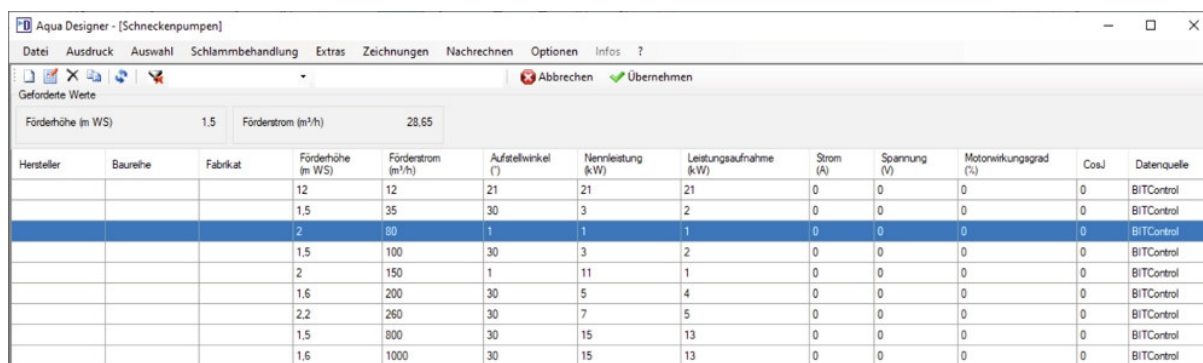 Aqua Designer - [Schneckenpumpen]
Datei Ausdruck Auswahl Schlammbehandlung Extras Zeichnungen Nachrechnen Optionen Infos ?
Abbrechen Übernehmen
Geforderte Werte
Förderhöhe (m WS) 1,5 Förderstrom (m³/h) 28,65
Hersteller Baureihe Fabrikat Förderhöhe (m WS) Förderstrom (m³/h) Aufstellwinkel (°) Nennleistung (kW) Leistungsaufnahme (kW) Strom (A) Spannung (V) Motorwirkungsgrad (%) CosJ Datenquelle
12 12 21 21 21 0 0 0 0 BITControl
1,5 35 30 3 2 0 0 0 0 BITControl
2 80 1 1 1 0 0 0 0 BITControl
1,5 100 30 3 2 0 0 0 0 BITControl
2 150 1 11 1 0 0 0 0 BITControl
1,6 200 30 5 4 0 0 0 0 BITControl
2,2 260 30 7 5 0 0 0 0 BITControl
1,5 800 30 15 13 0 0 0 0 BITControl
1,6 1000 30 15 13 0 0 0 0 BITControl